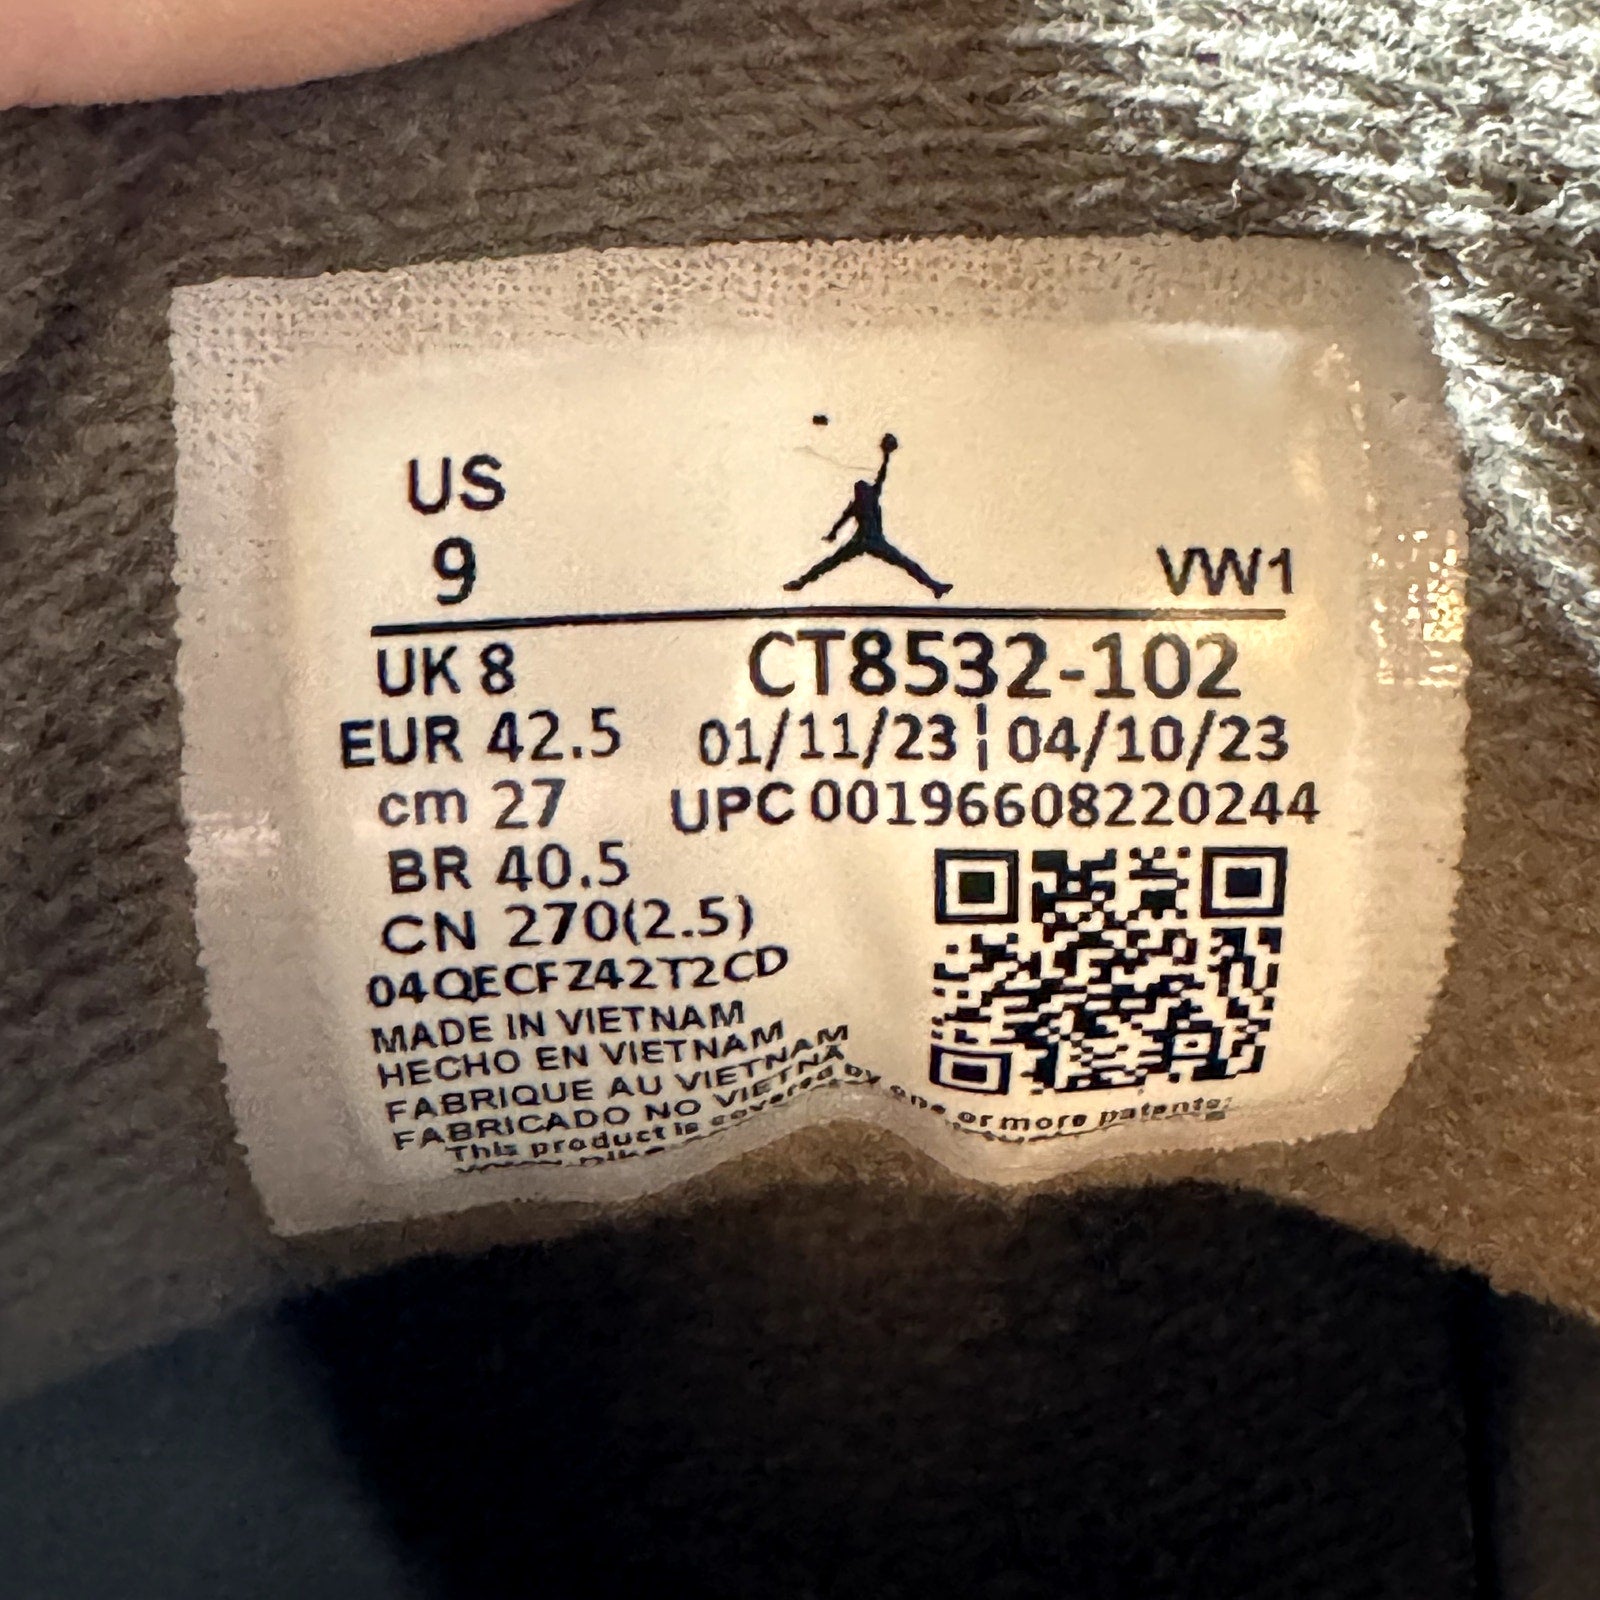 US
9
VW1
UK 8
CT8532-102
EUR 42.5
01/11/23 ¦ 04/10/23
cm 27
UPC 00196608220244
BR 40.5
CN 270(2.5)
04QECFZ42T2CD
MADE IN VIETNAM
HECHO EN VIETNAM
FABRIQUE AU VIETNAM
FABRICADO NO VIETNÃ
This product is covered by one or more patents: